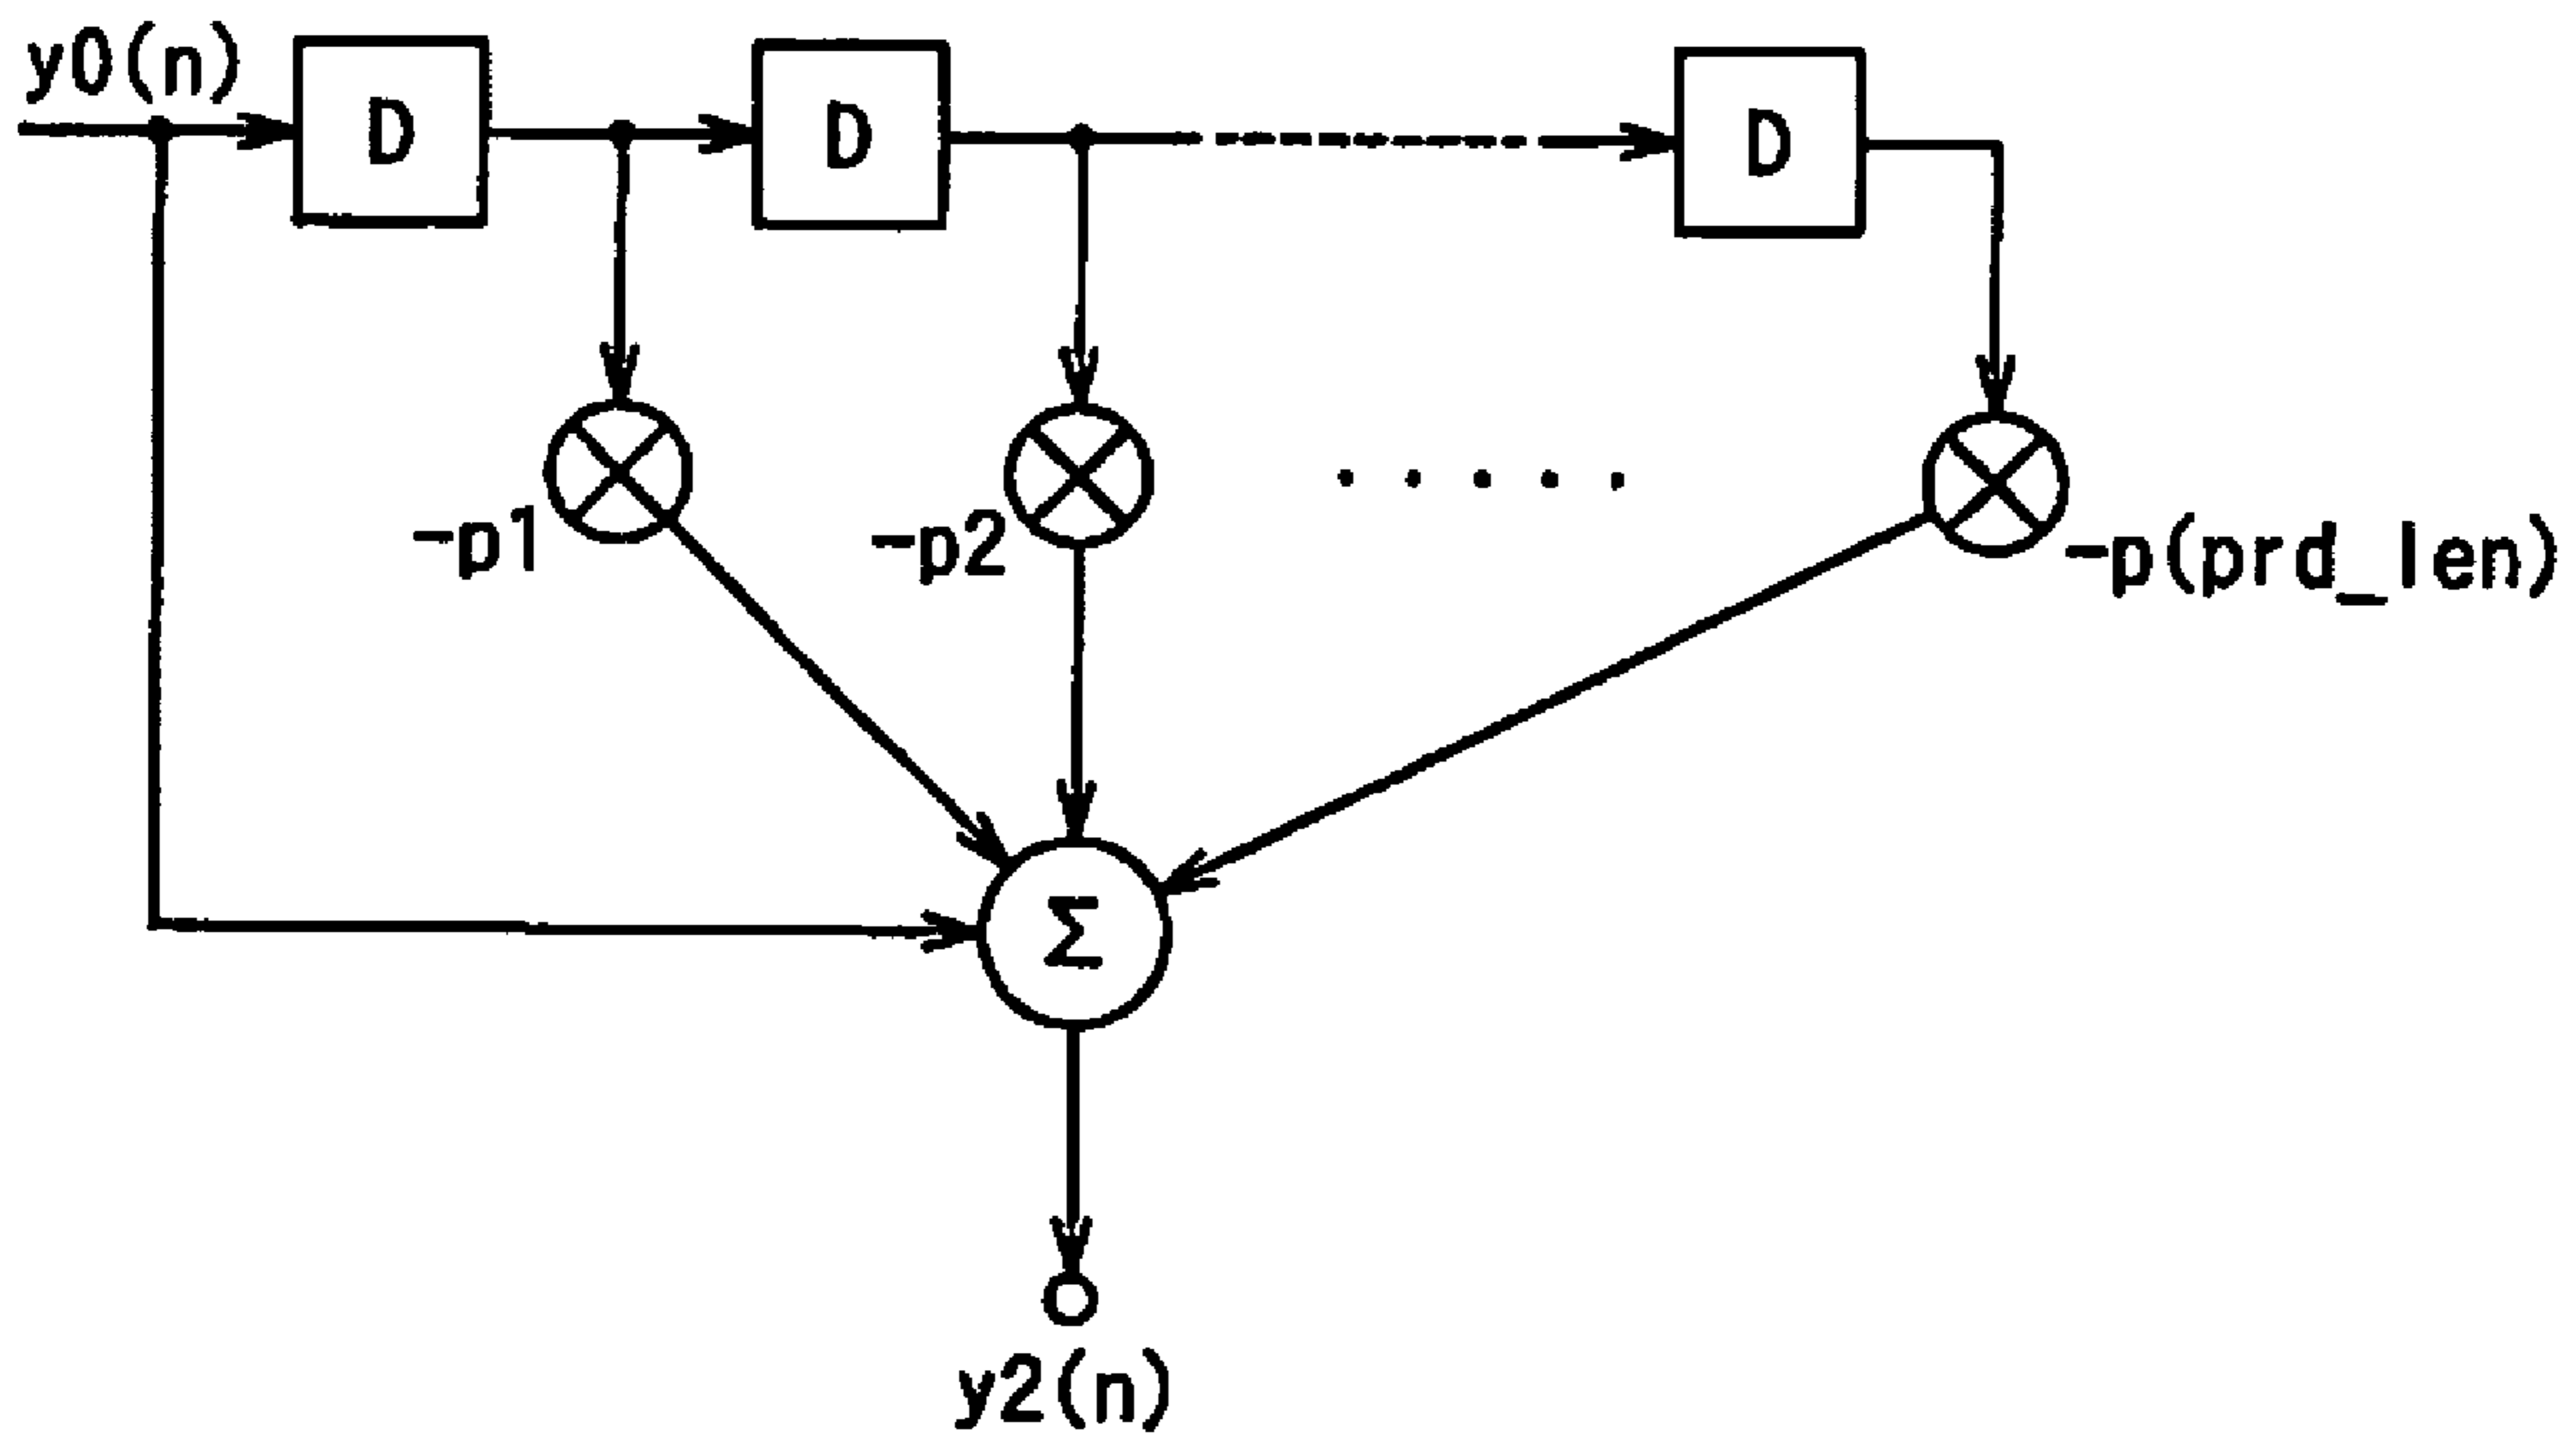 y0(n)
D
D
D
-p1
-p2
-p(prd_len)
Σ
y2(n)